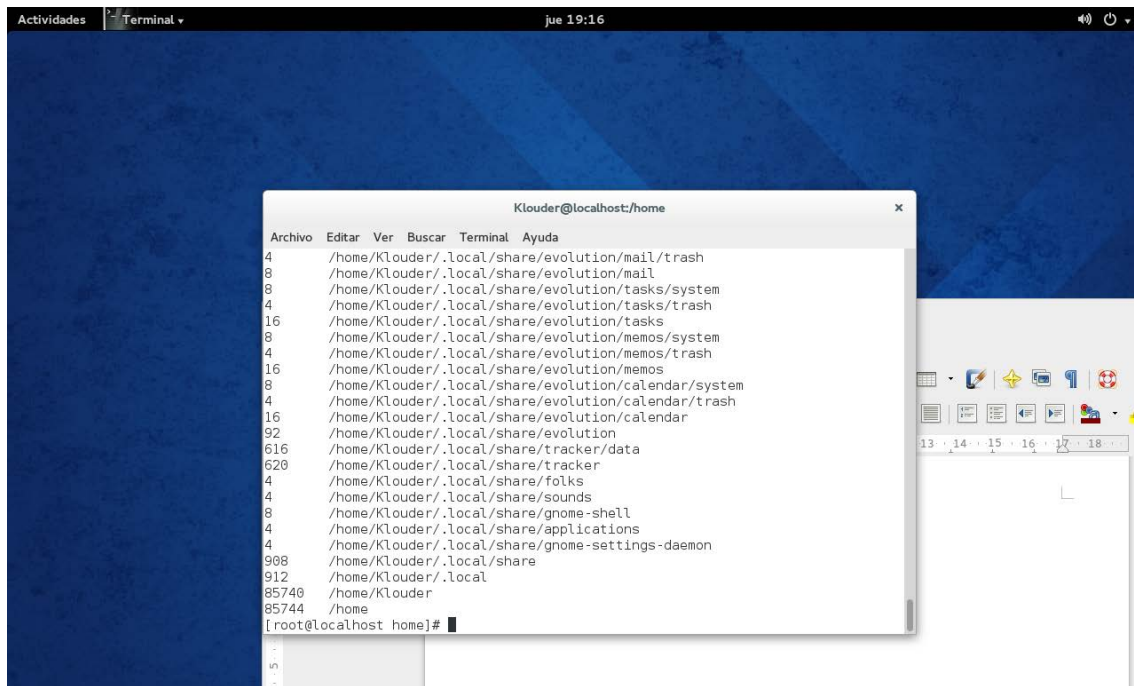 Actividades Terminal jue 19:16
Klouder@localhost:/home
Archivo Editar Ver Buscar Terminal Ayuda
4 /home/Klouder/.local/share/evolution/mail/trash
8 /home/Klouder/.local/share/evolution/mail
8 /home/Klouder/.local/share/evolution/tasks/system
4 /home/Klouder/.local/share/evolution/tasks/trash
16 /home/Klouder/.local/share/evolution/tasks
8 /home/Klouder/.local/share/evolution/memos/system
4 /home/Klouder/.local/share/evolution/memos/trash
16 /home/Klouder/.local/share/evolution/memos
8 /home/Klouder/.local/share/evolution/calendar/system
4 /home/Klouder/.local/share/evolution/calendar/trash
16 /home/Klouder/.local/share/evolution/calendar
92 /home/Klouder/.local/share/evolution
616 /home/Klouder/.local/share/tracker/data
620 /home/Klouder/.local/share/tracker
4 /home/Klouder/.local/share/folks
4 /home/Klouder/.local/share/sounds
8 /home/Klouder/.local/share/gnome-shell
4 /home/Klouder/.local/share/applications
4 /home/Klouder/.local/share/gnome-settings-daemon
908 /home/Klouder/.local/share
912 /home/Klouder/.local
85740 /home/Klouder
85744 /home
[root@localhost home]#
13 14 15 16 17 18
5